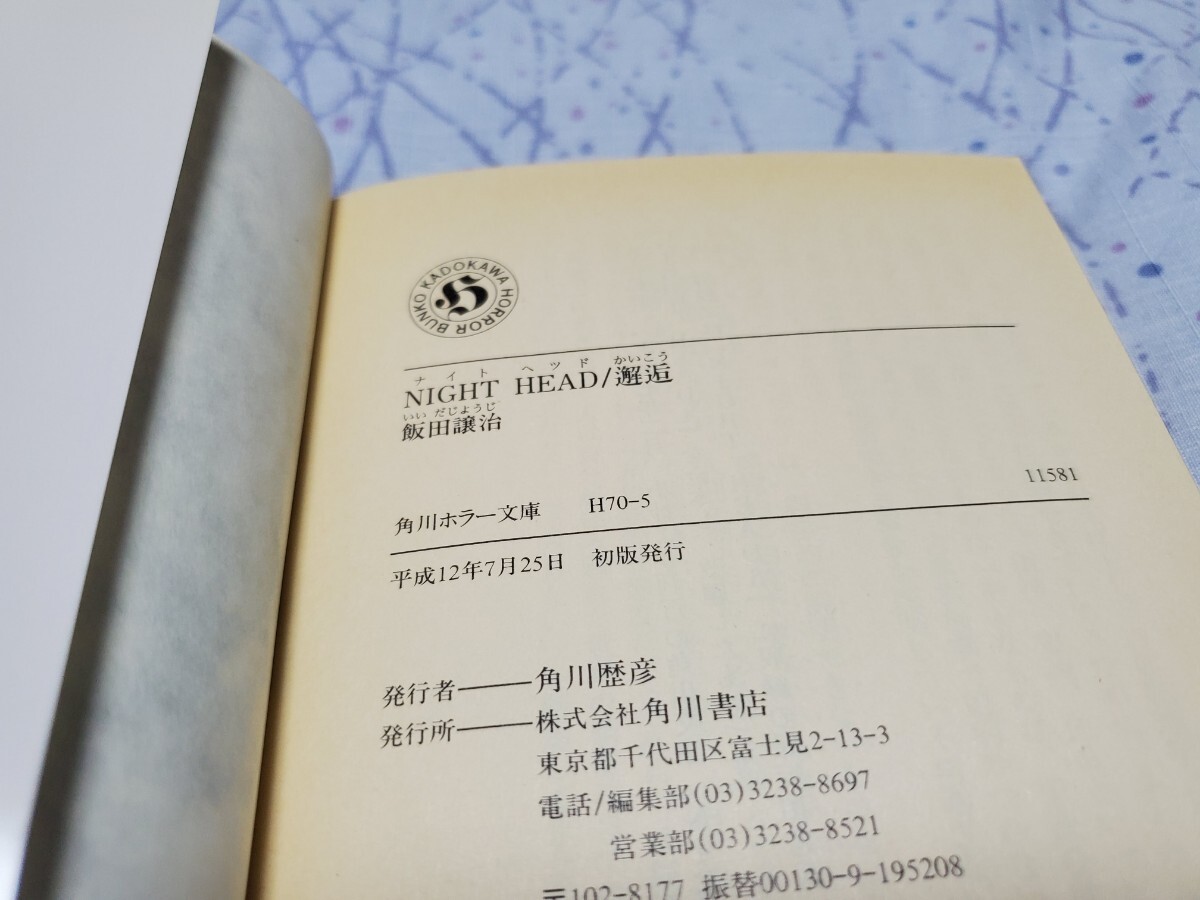 KADOKAWA HORROR BUNKO
H
ナイト ヘッド かいこう
NIGHT HEAD/邂逅
いいだじょうじ
飯田譲治
角川ホラー文庫 H70-5 11581
平成12年7月25日 初版発行
発行者——角川歴彦
発行所——株式会社角川書店
東京都千代田区富士見2-13-3
電話/編集部(03)3238-8697
営業部(03)3238-8521
〒102-8177 振替00130-9-195208